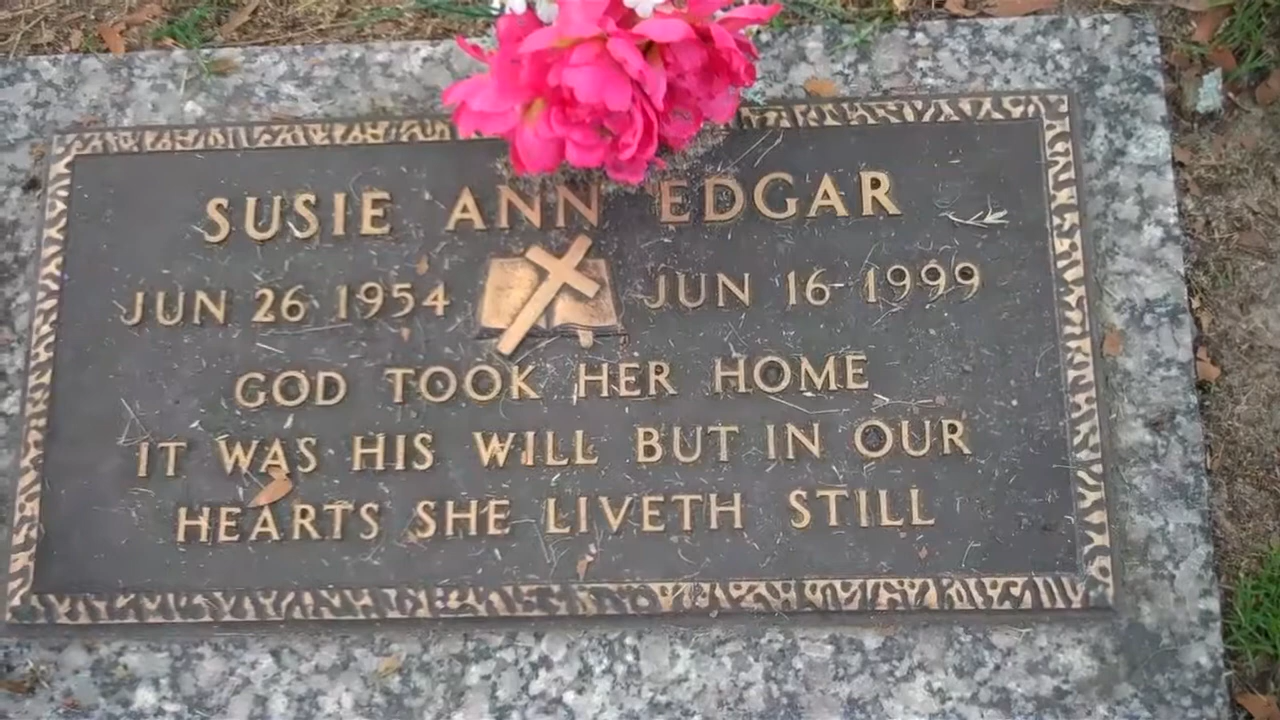 SUSIE ANN EDGAR
JUN 26 1954 JUN 16 1999
GOD TOOK HER HOME
IT WAS HIS WILL BUT IN OUR
HEARTS SHE LIVETH STILL